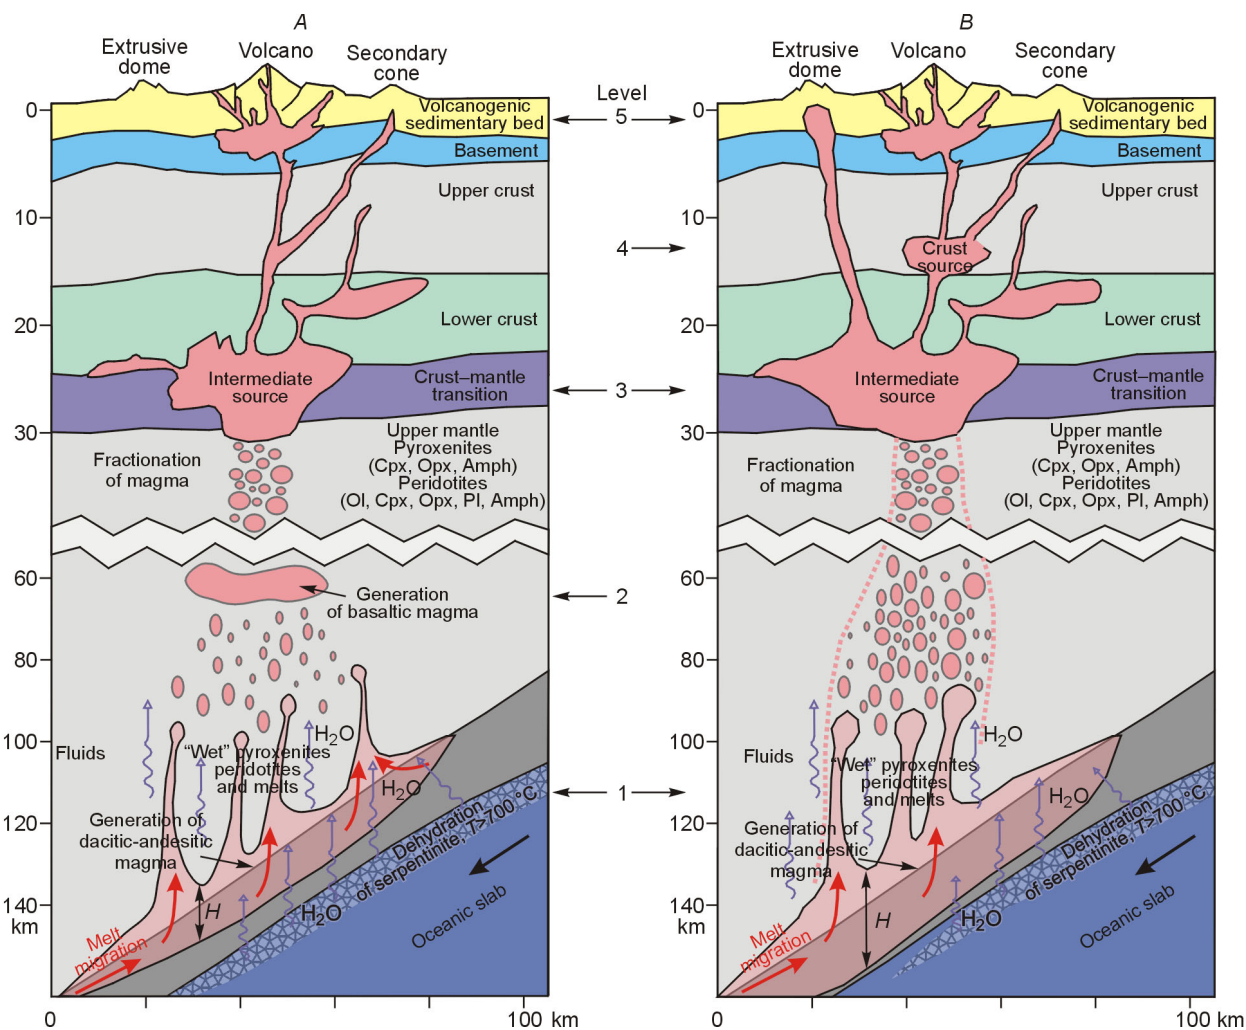 A
Extrusive
dome
Volcano
Secondary
cone
0
10
20
30
60
80
100
120
140
km
Volcanogenic
sedimentary bed
Basement
Upper crust
Lower crust
Intermediate
source
Crust–mantle
transition
Fractionation
of magma
Upper mantle
Pyroxenites
(Cpx, Opx, Amph)
Peridotites
(Ol, Cpx, Opx, Pl, Amph)
Generation
of basaltic magma
Fluids
H2O
“Wet” pyroxenites
peridotites
and melts
H2O
Generation of
dacitic-andesitic
magma
Dehydration
of serpentinite, T>700 °C
H
H2O
Oceanic slab
Melt
migration
0
100 km
Level
5
4
3
2
1
B
Extrusive
dome
Volcano
Secondary
cone
0
10
20
30
60
80
100
120
140
km
Volcanogenic
sedimentary bed
Basement
Upper crust
Crust
source
Lower crust
Intermediate
source
Crust–mantle
transition
Fractionation
of magma
Upper mantle
Pyroxenites
(Cpx, Opx, Amph)
Peridotites
(Ol, Cpx, Opx, Pl, Amph)
Fluids
H2O
“Wet” pyroxenites
peridotites
and melts
H2O
Generation of
dacitic-andesitic
magma
Dehydration
of serpentinite, T>700 °C
H
H2O
Oceanic slab
Melt
migration
0
100 km